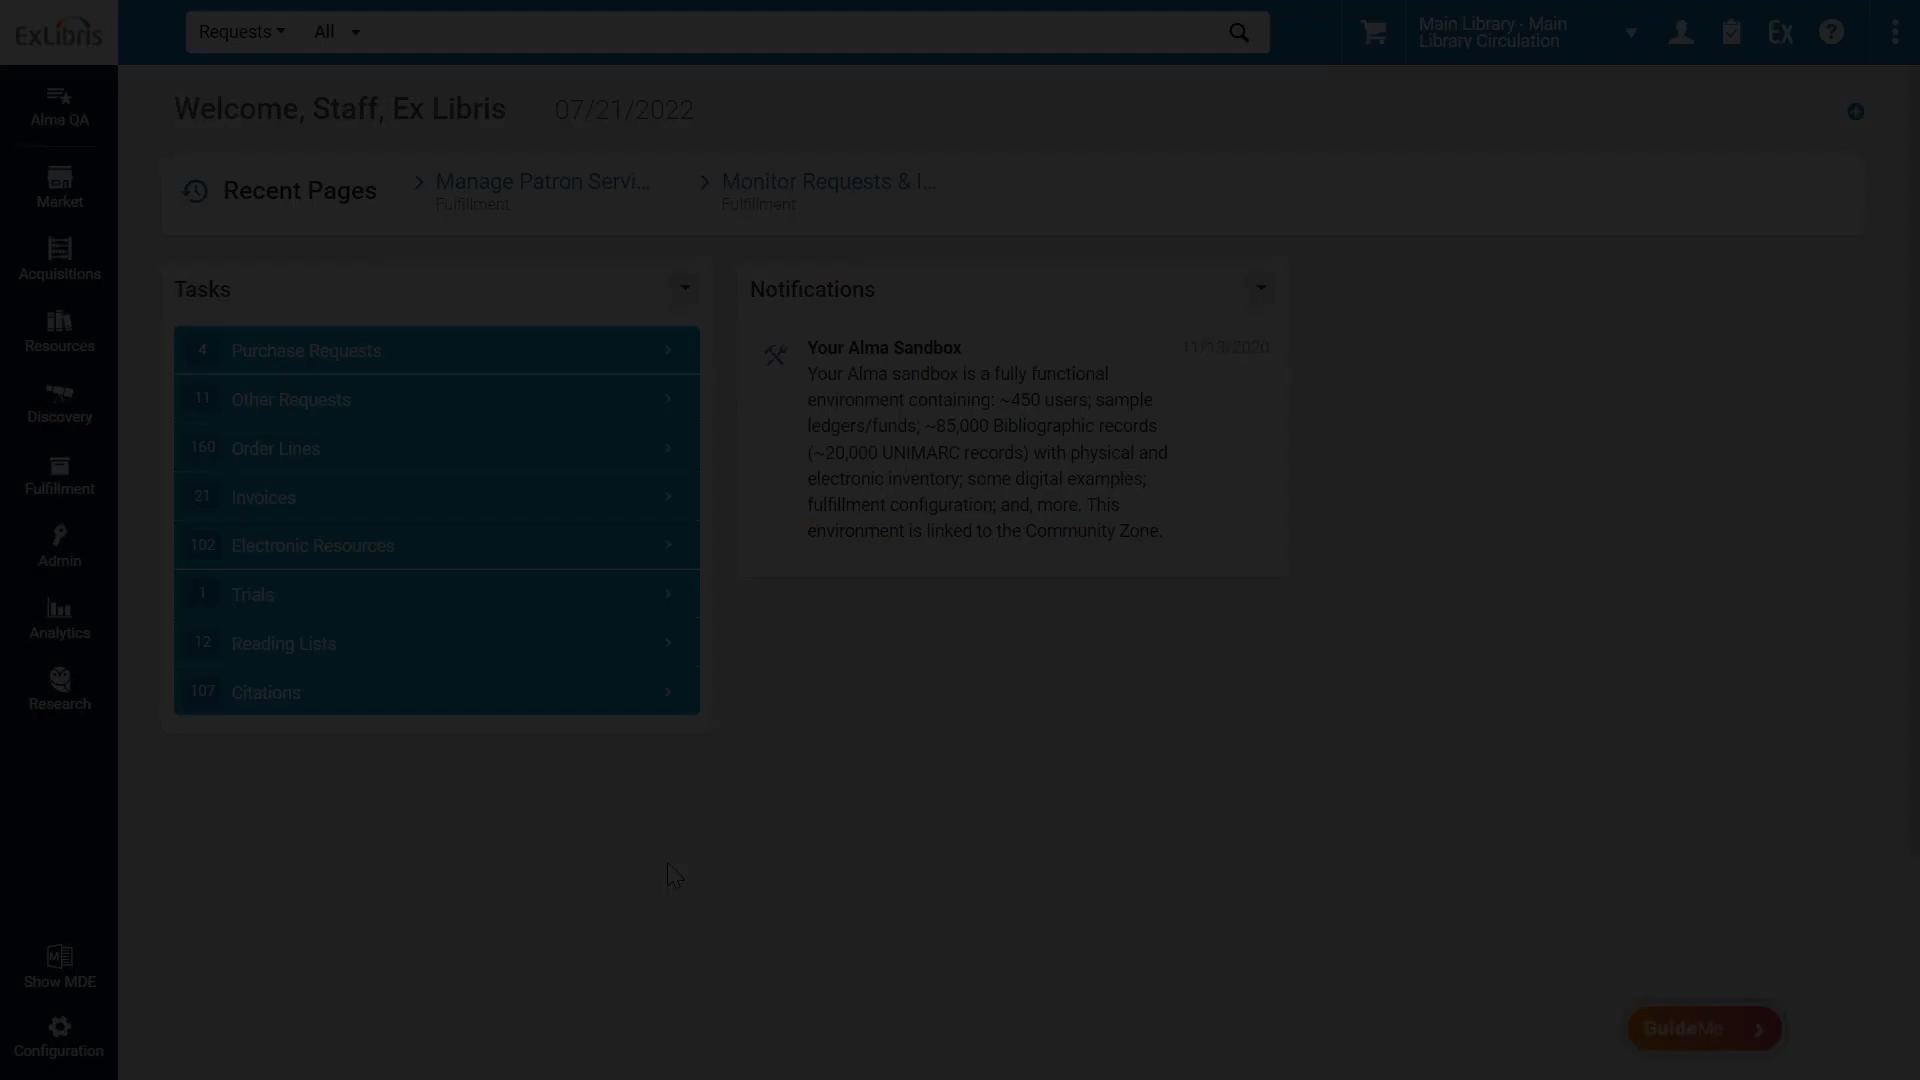 ExLibris
Requests
All
Main Library - Main
Library Circulation
Ex
?
Alma QA
Market
Acquisitions
Resources
Discovery
Fulfillment
Admin
Analytics
Research
Show MDE
Configuration
Welcome, Staff, Ex Libris 07/21/2022
Recent Pages
Manage Patron Servi...
Fulfillment
Monitor Requests & I...
Fulfillment
Tasks
4 Purchase Requests
11 Other Requests
160 Order Lines
21 Invoices
102 Electronic Resources
1 Trials
12 Reading Lists
107 Citations
Notifications
Your Alma Sandbox 11/13/2020
Your Alma sandbox is a fully functional
environment containing: ~450 users; sample
ledgers/funds; ~85,000 Bibliographic records
(~20,000 UNIMARC records) with physical and
electronic inventory; some digital examples;
fulfillment configuration; and, more. This
environment is linked to the Community Zone.
GuideMe